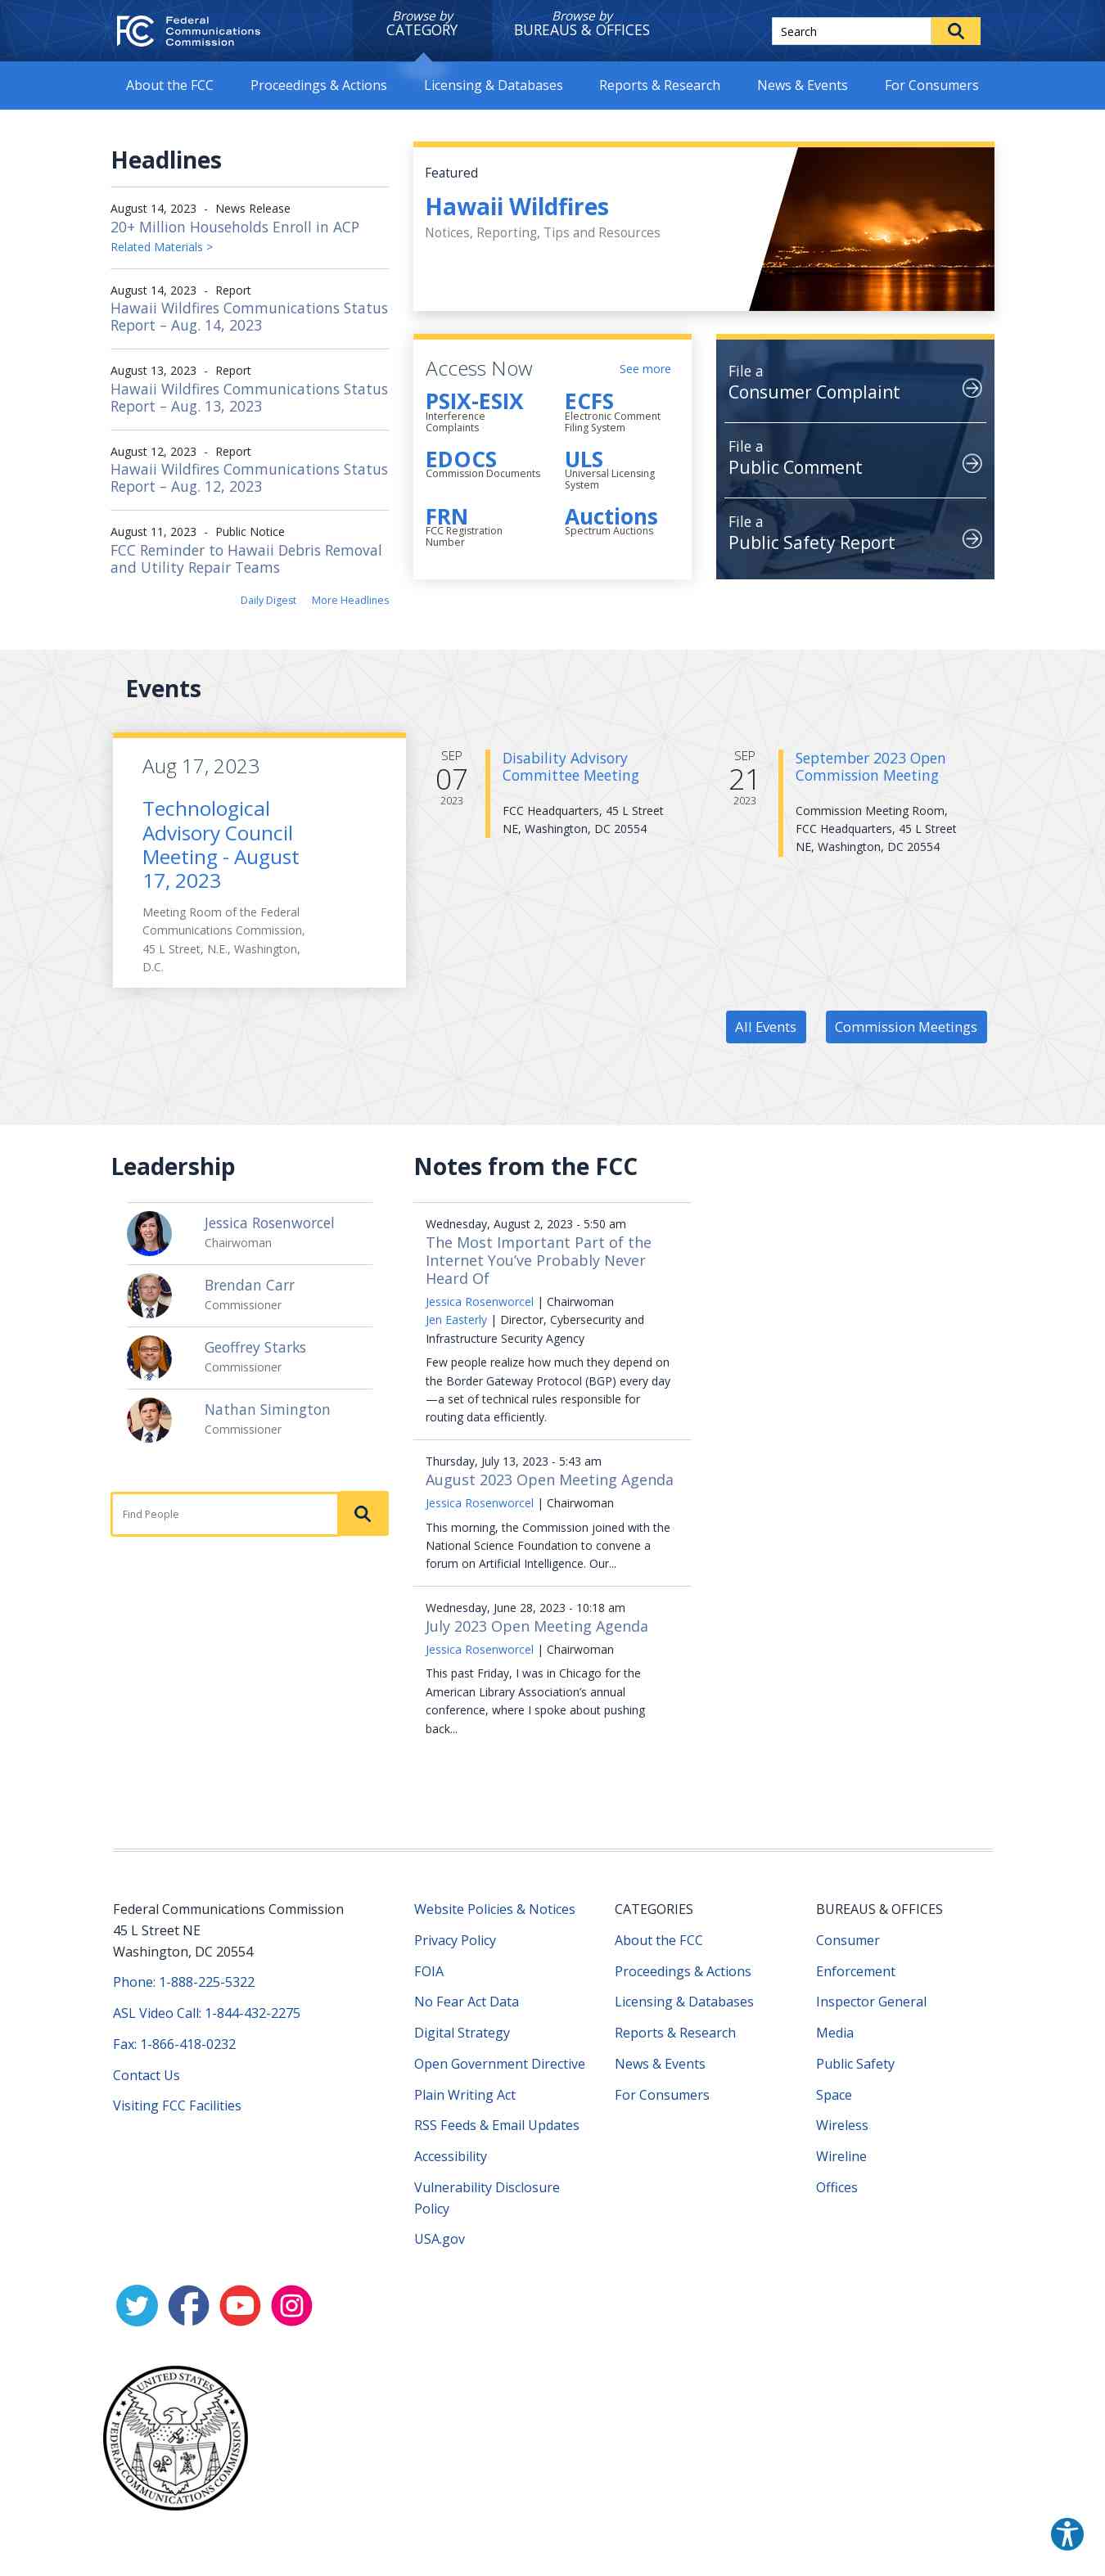 Federal
Communications
Commission
Browse by
CATEGORY
Browse by
BUREAUS & OFFICES
Search
About the FCC
Proceedings & Actions
Licensing & Databases
Reports & Research
News & Events
For Consumers
Headlines
August 14, 2023 - News Release
20+ Million Households Enroll in ACP
Related Materials >
August 14, 2023 - Report
Hawaii Wildfires Communications Status
Report – Aug. 14, 2023
August 13, 2023 - Report
Hawaii Wildfires Communications Status
Report – Aug. 13, 2023
August 12, 2023 - Report
Hawaii Wildfires Communications Status
Report – Aug. 12, 2023
August 11, 2023 - Public Notice
FCC Reminder to Hawaii Debris Removal
and Utility Repair Teams
Daily Digest
More Headlines
Featured
Hawaii Wildfires
Notices, Reporting, Tips and Resources
Access Now
See more
PSIX-ESIX
Interference
Complaints
ECFS
Electronic Comment
Filing System
EDOCS
Commission Documents
ULS
Universal Licensing
System
FRN
FCC Registration
Number
Auctions
Spectrum Auctions
File a
Consumer Complaint
File a
Public Comment
File a
Public Safety Report
Events
Aug 17, 2023
Technological
Advisory Council
Meeting - August
17, 2023
Meeting Room of the Federal
Communications Commission,
45 L Street, N.E., Washington,
D.C.
SEP
07
2023
Disability Advisory
Committee Meeting
FCC Headquarters, 45 L Street
NE, Washington, DC 20554
SEP
21
2023
September 2023 Open
Commission Meeting
Commission Meeting Room,
FCC Headquarters, 45 L Street
NE, Washington, DC 20554
All Events
Commission Meetings
Leadership
Jessica Rosenworcel
Chairwoman
Brendan Carr
Commissioner
Geoffrey Starks
Commissioner
Nathan Simington
Commissioner
Find People
Notes from the FCC
Wednesday, August 2, 2023 - 5:50 am
The Most Important Part of the
Internet You’ve Probably Never
Heard Of
Jessica Rosenworcel | Chairwoman
Jen Easterly | Director, Cybersecurity and
Infrastructure Security Agency
Few people realize how much they depend on
the Border Gateway Protocol (BGP) every day
—a set of technical rules responsible for
routing data efficiently.
Thursday, July 13, 2023 - 5:43 am
August 2023 Open Meeting Agenda
Jessica Rosenworcel | Chairwoman
This morning, the Commission joined with the
National Science Foundation to convene a
forum on Artificial Intelligence. Our...
Wednesday, June 28, 2023 - 10:18 am
July 2023 Open Meeting Agenda
Jessica Rosenworcel | Chairwoman
This past Friday, I was in Chicago for the
American Library Association’s annual
conference, where I spoke about pushing
back...
Federal Communications Commission
45 L Street NE
Washington, DC 20554
Phone: 1-888-225-5322
ASL Video Call: 1-844-432-2275
Fax: 1-866-418-0232
Contact Us
Visiting FCC Facilities
Website Policies & Notices
Privacy Policy
FOIA
No Fear Act Data
Digital Strategy
Open Government Directive
Plain Writing Act
RSS Feeds & Email Updates
Accessibility
Vulnerability Disclosure
Policy
USA.gov
CATEGORIES
About the FCC
Proceedings & Actions
Licensing & Databases
Reports & Research
News & Events
For Consumers
BUREAUS & OFFICES
Consumer
Enforcement
Inspector General
Media
Public Safety
Space
Wireless
Wireline
Offices
UNITED STATES
FEDERAL COMMUNICATIONS COMMISSION